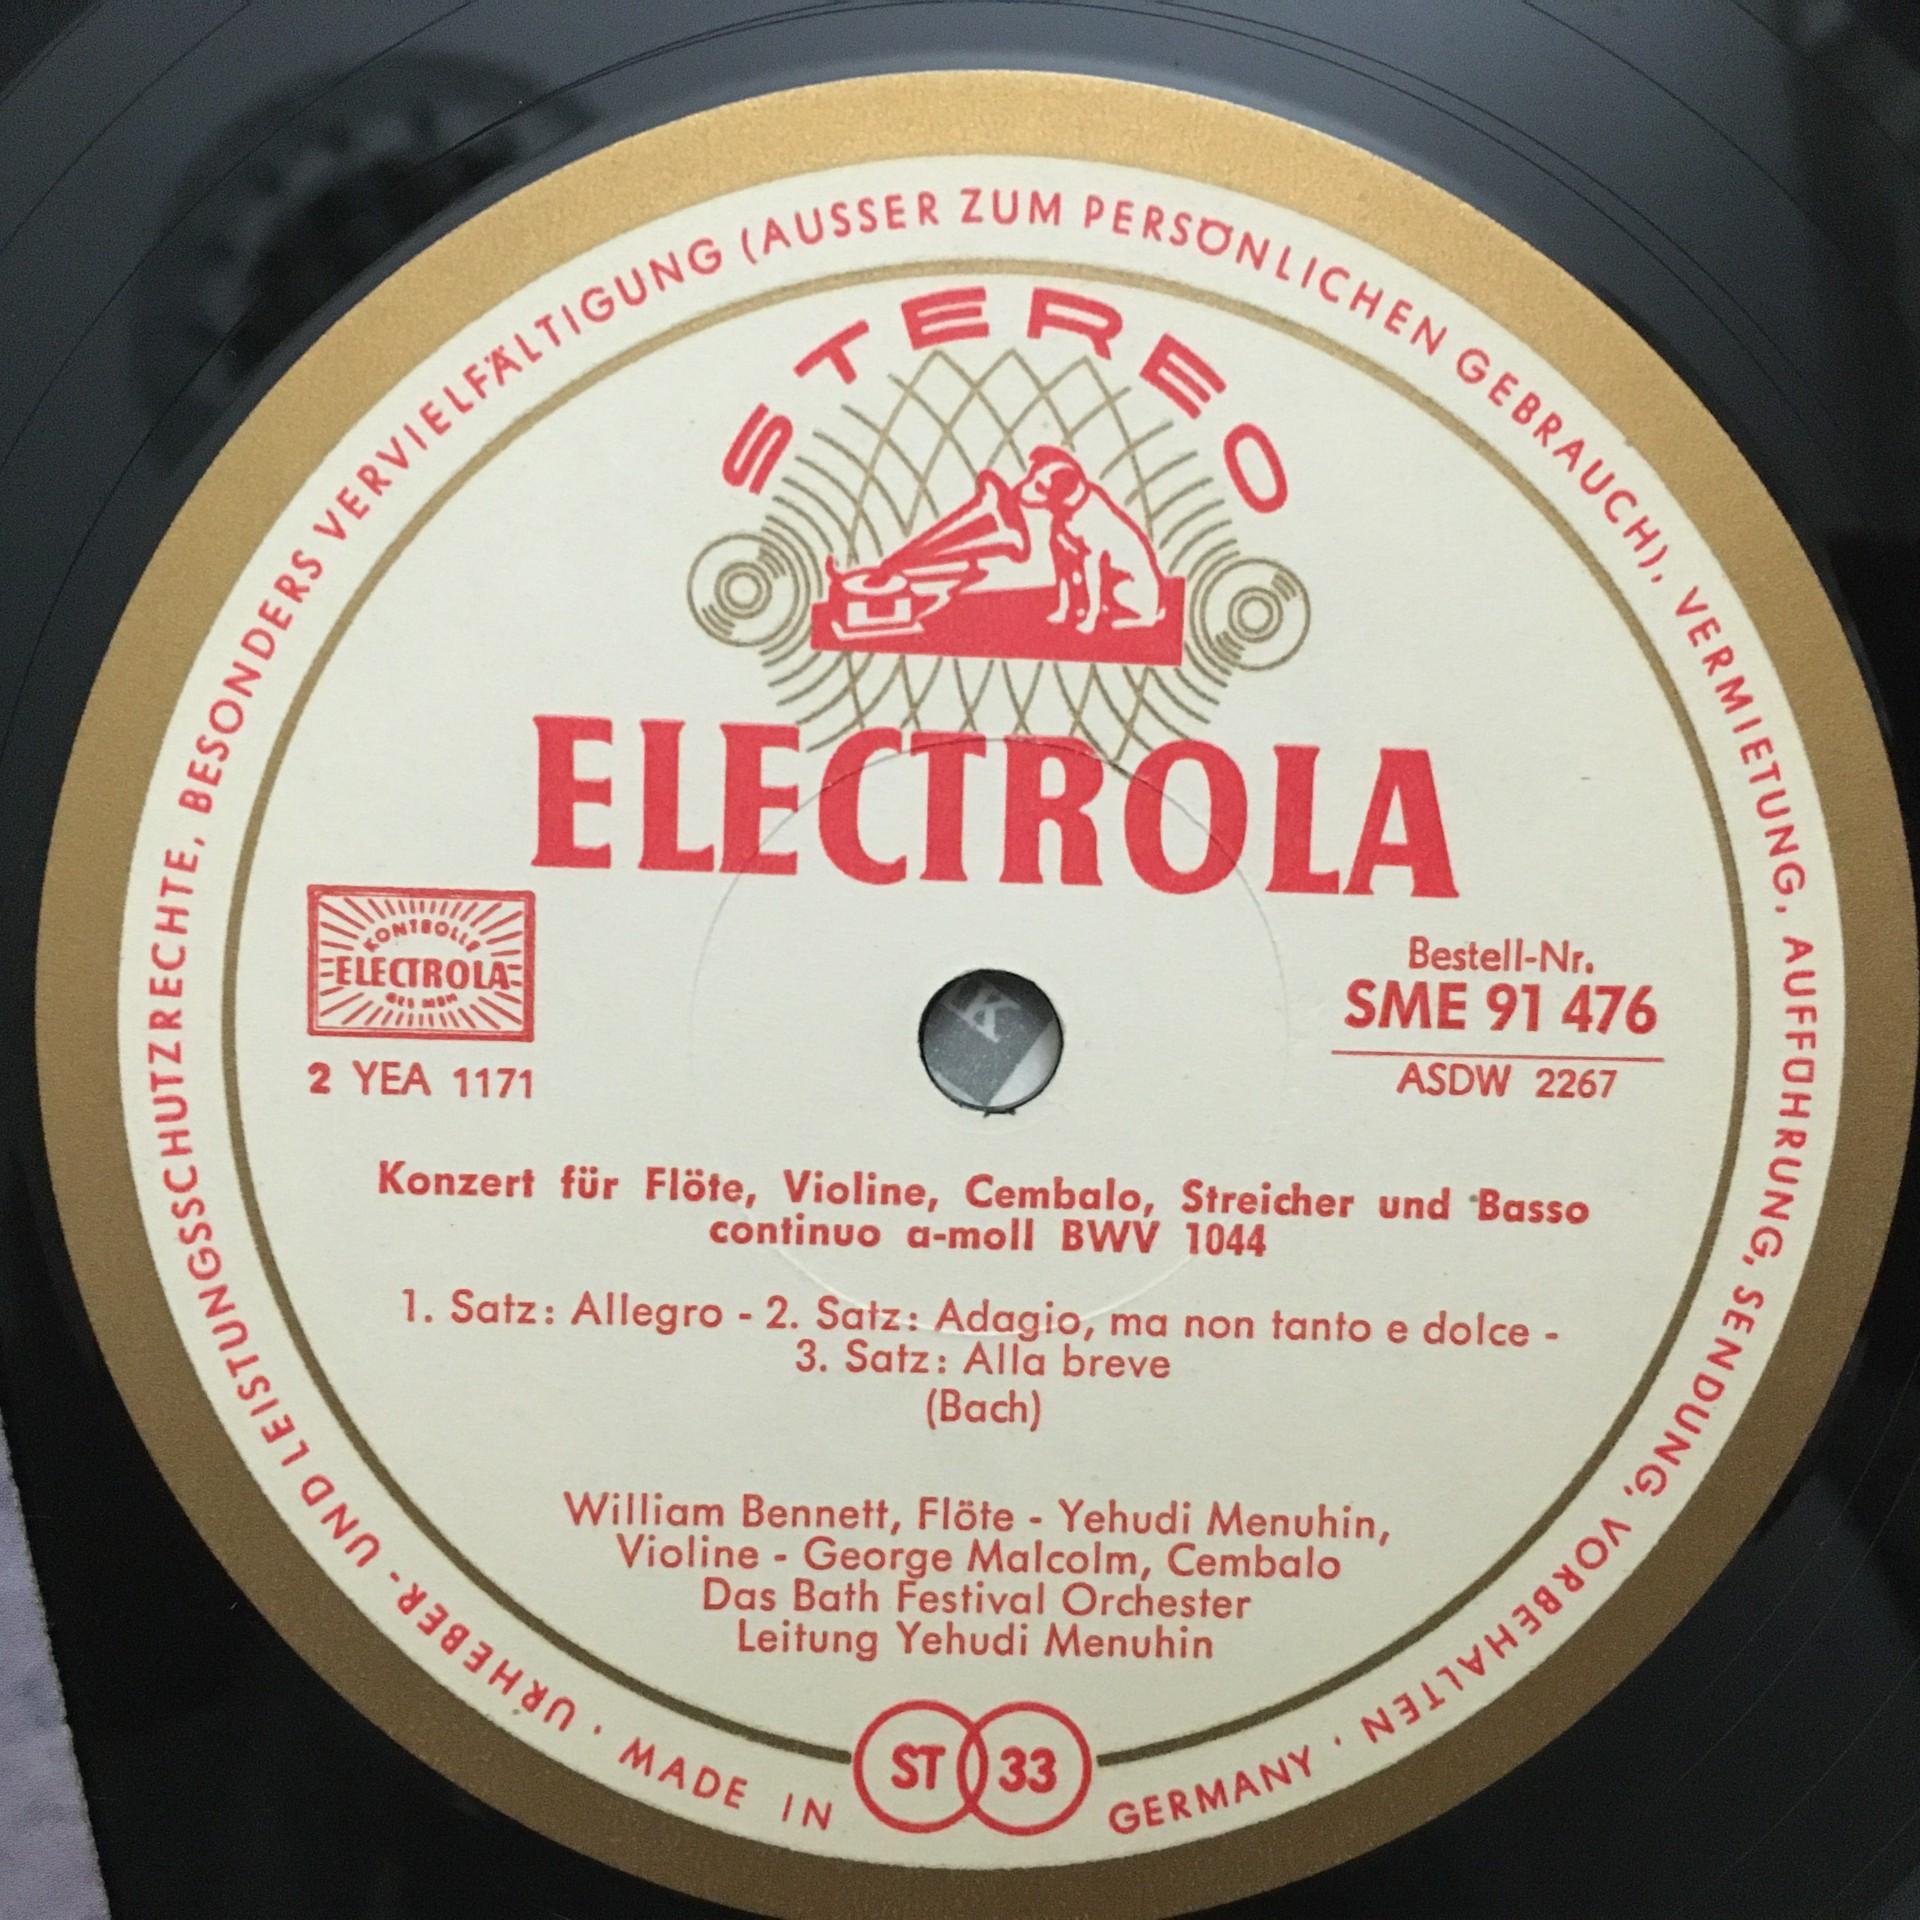 URHEBER- UND LEISTUNGSSCHUTZRECHTE, BESONDERS VERVIELFÄLTIGUNG (AUSSER ZUM PERSÖNLICHEN GEBRAUCH), VERMIETUNG, AUFFÜHRUNG, SENDUNG, VORBEHALTEN ·
STEREO
ELECTROLA
KONTROLLE
ELECTROLA
GES MBH
2 YEA 1171
Bestell-Nr.
SME 91 476
ASDW 2267
Konzert für Flöte, Violine, Cembalo, Streicher und Basso
continuo a-moll BWV 1044
1. Satz: Allegro - 2. Satz: Adagio, ma non tanto e dolce -
3. Satz: Alla breve
(Bach)
William Bennett, Flöte - Yehudi Menuhin,
Violine - George Malcolm, Cembalo
Das Bath Festival Orchester
Leitung Yehudi Menuhin
ST 33
· MADE IN GERMANY
K